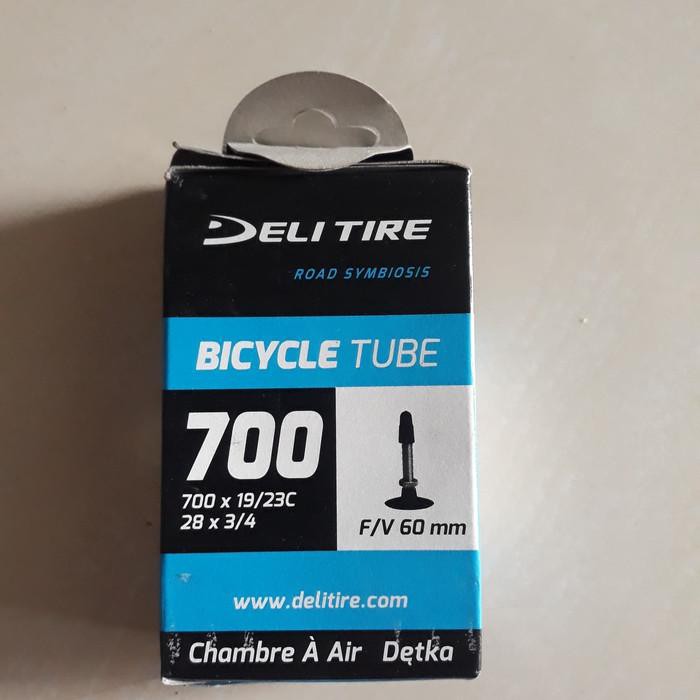 DELI TIRE
ROAD SYMBIOSIS
BICYCLE TUBE
700
700 x 19/23C
28 x 3/4
F/V 60 mm
www.delitire.com
Chambre À Air Dętka